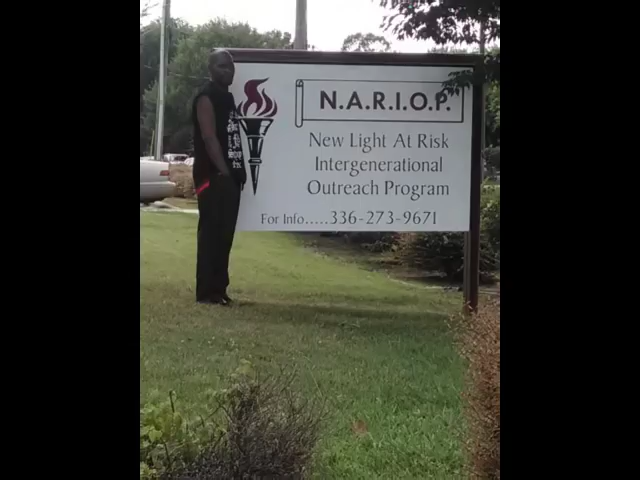 N.A.R.I.O.P.
New Light At Risk
Intergenerational
Outreach Program
For Info.....336-273-9671